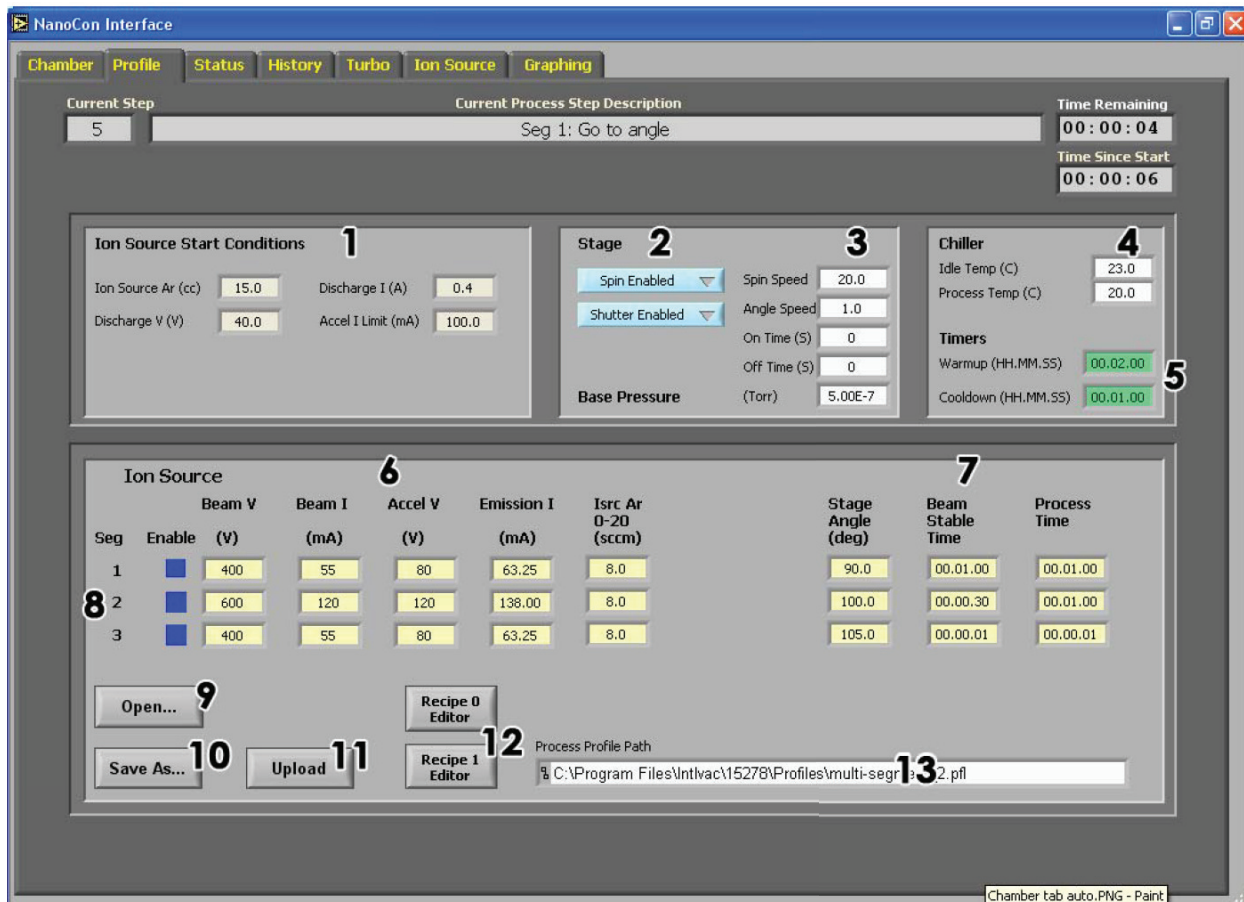 NanoCon Interface
Chamber Profile Status History Turbo Ion Source Graphing
Current Step Current Process Step Description Time Remaining
5 Seg 1: Go to angle 00:00:04
Time Since Start
00:00:06
Ion Source Start Conditions 1
Ion Source Ar (cc) 15.0 Discharge I (A) 0.4
Discharge V (V) 40.0 Accel I Limit (mA) 100.0
Stage 2 3
Spin Enabled Spin Speed 20.0
Shutter Enabled Angle Speed 1.0
On Time (S) 0
Off Time (S) 0
Base Pressure (Torr) 5.00E-7
Chiller 4
Idle Temp (C) 23.0
Process Temp (C) 20.0
Timers
Warmup (HH.MM.SS) 00.02.00
5
Cooldown (HH.MM.SS) 00.01.00
Ion Source 6 7
Beam V Beam I Accel V Emission I Isrc Ar Stage Beam Process
0-20 Angle Stable Time
Seg Enable (V) (mA) (V) (mA) (sccm) (deg) Time
1 400 55 80 63.25 8.0 90.0 00.01.00 00.01.00
8 2 600 120 120 138.00 8.0 100.0 00.00.30 00.01.00
3 400 55 80 63.25 8.0 105.0 00.00.01 00.00.01
Open... 9 Recipe 0
Editor
Save As... 10 Upload 11 Recipe 1
Editor 12
Process Profile Path
C:\Program Files\Intlvac\15278\Profiles\ 13
Chamber tab auto.PNG - Paint